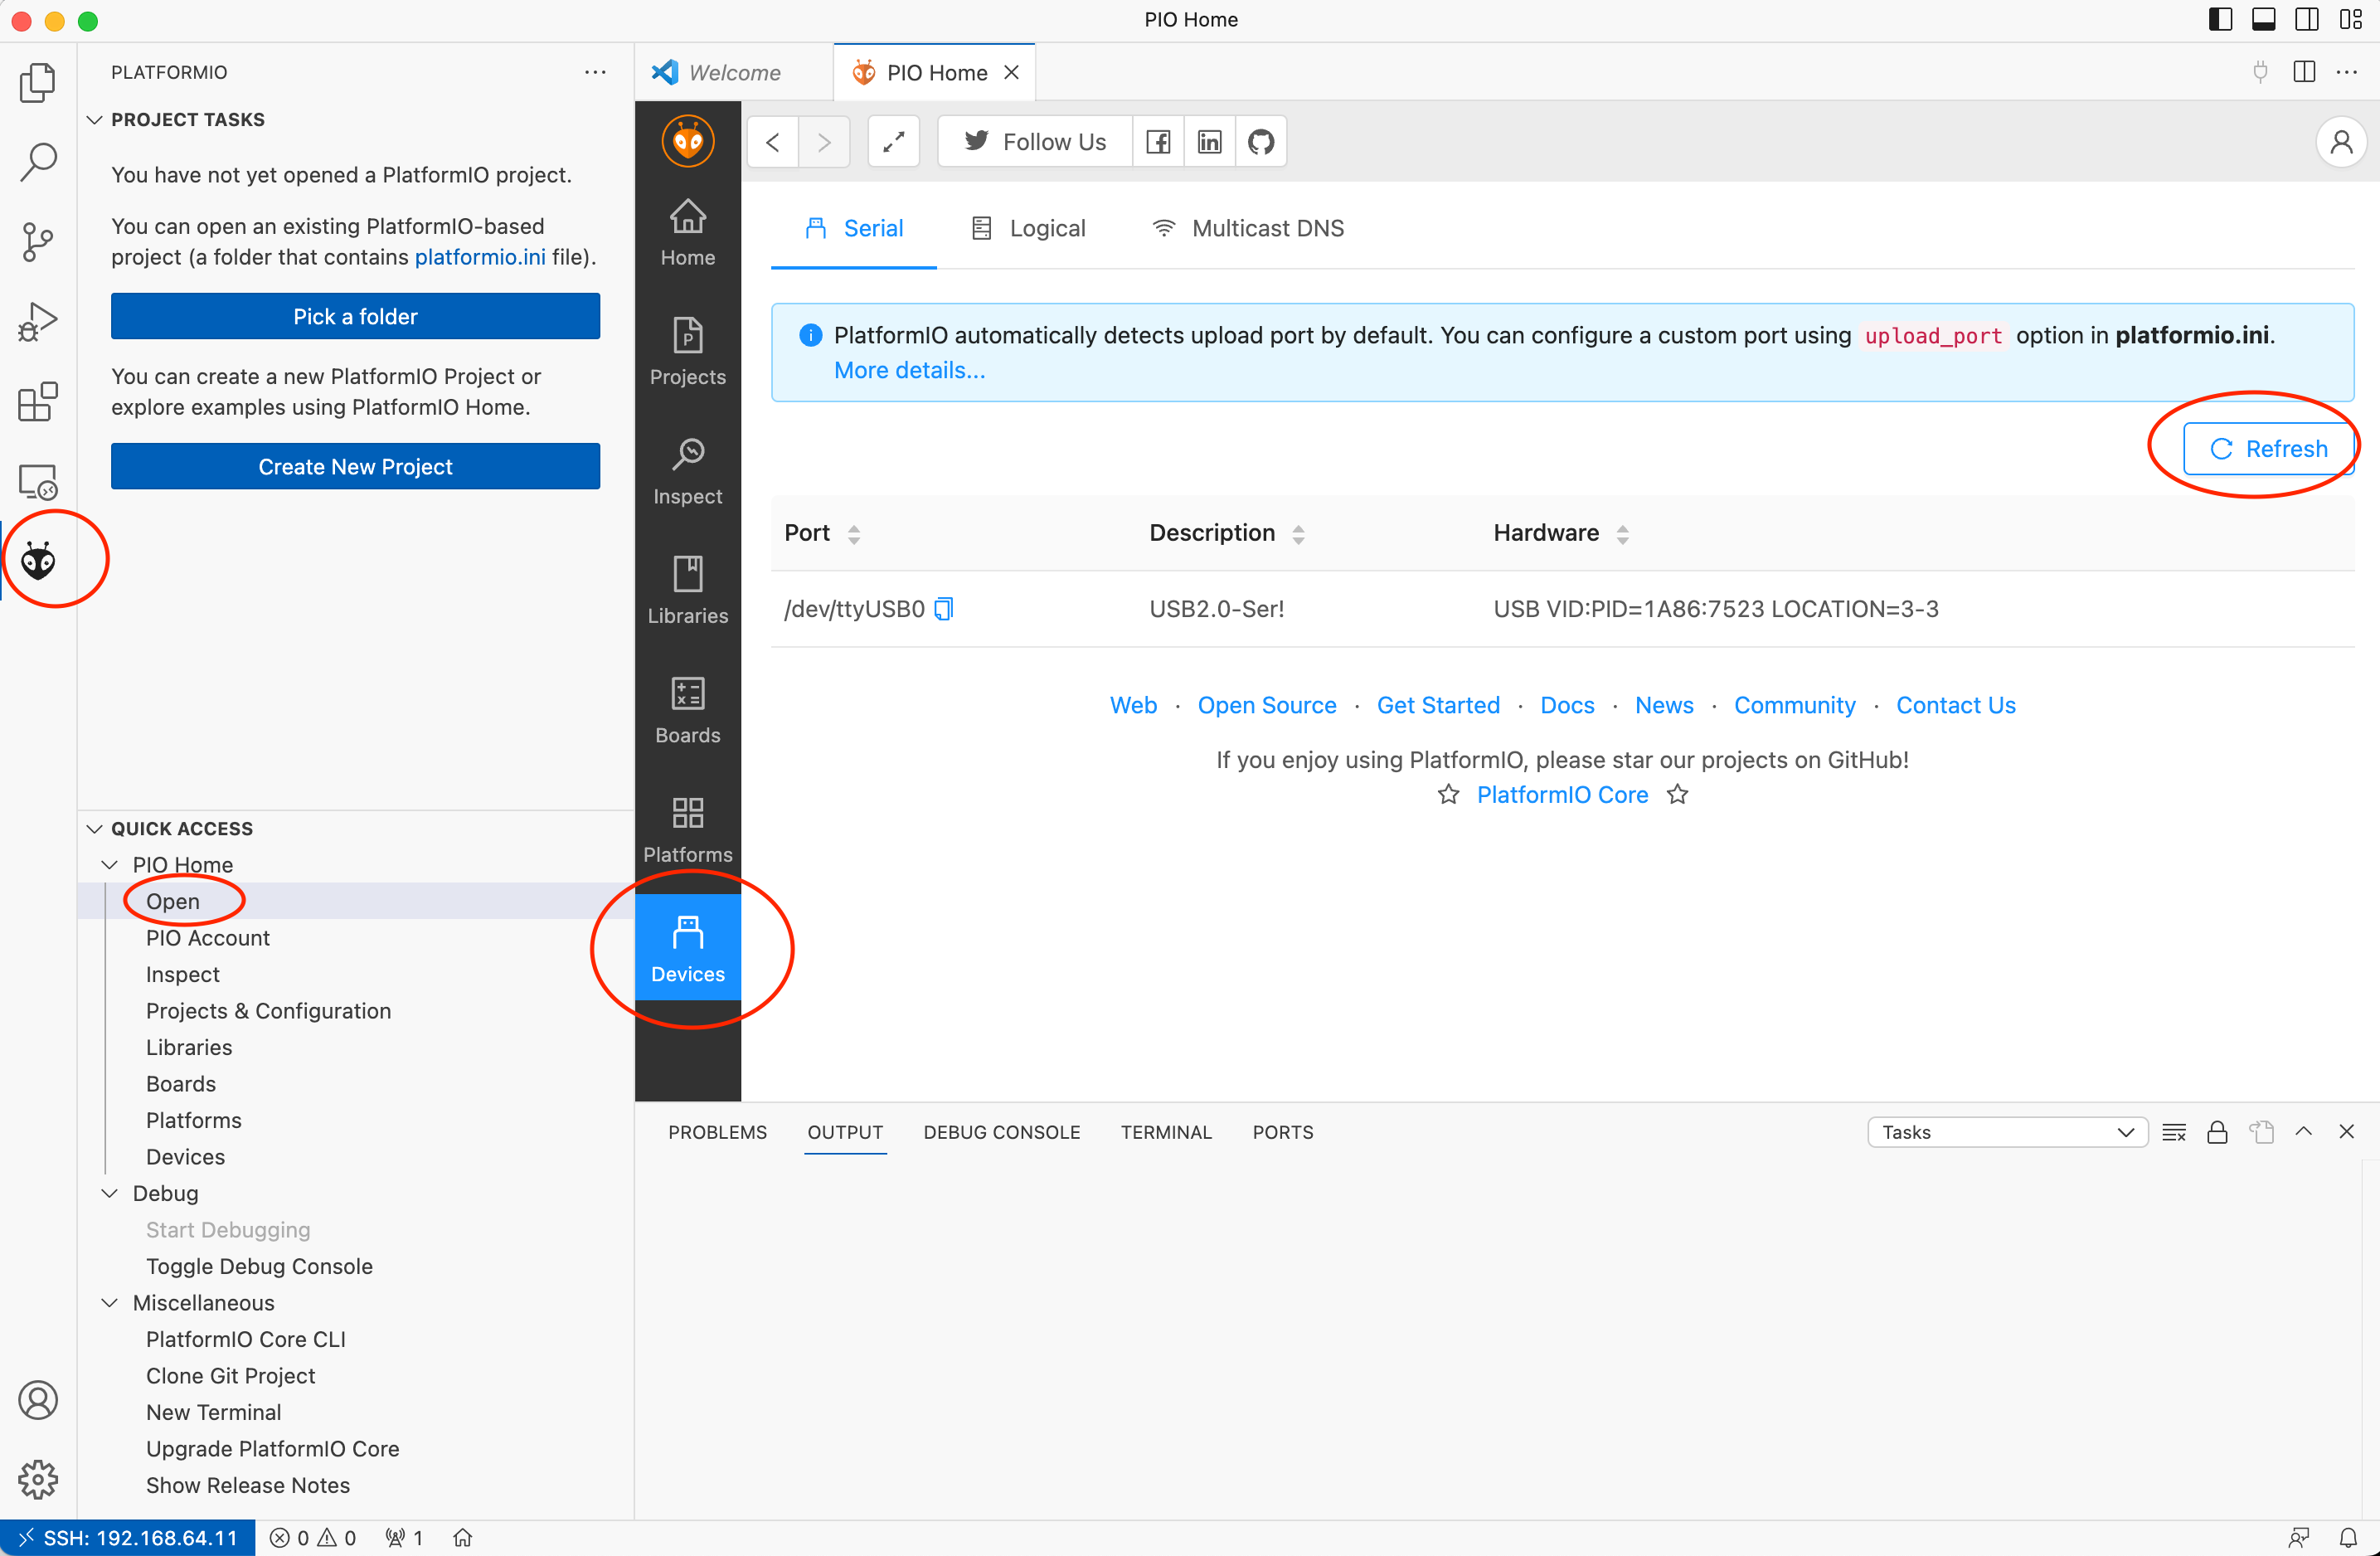 PIO Home
PLATFORMIO
PROJECT TASKS
You have not yet opened a PlatformIO project.
You can open an existing PlatformIO-based
project (a folder that contains platformio.ini file).
Pick a folder
You can create a new PlatformIO Project or
explore examples using PlatformIO Home.
Create New Project
QUICK ACCESS
PIO Home
Open
PIO Account
Inspect
Projects & Configuration
Libraries
Boards
Platforms
Devices
Debug
Start Debugging
Toggle Debug Console
Miscellaneous
PlatformIO Core CLI
Clone Git Project
New Terminal
Upgrade PlatformIO Core
Show Release Notes
Welcome
PIO Home
Home
Projects
Inspect
Libraries
Boards
Platforms
Devices
Follow Us
Serial Logical Multicast DNS
PlatformIO automatically detects upload port by default. You can configure a custom port using upload_port option in platformio.ini.
More details...
Refresh
Port Description Hardware
/dev/ttyUSB0 USB2.0-Ser! USB VID:PID=1A86:7523 LOCATION=3-3
Web · Open Source · Get Started · Docs · News · Community · Contact Us
If you enjoy using PlatformIO, please star our projects on GitHub!
PlatformIO Core
PROBLEMS OUTPUT DEBUG CONSOLE TERMINAL PORTS
Tasks
SSH: 192.168.64.11 0 0 1